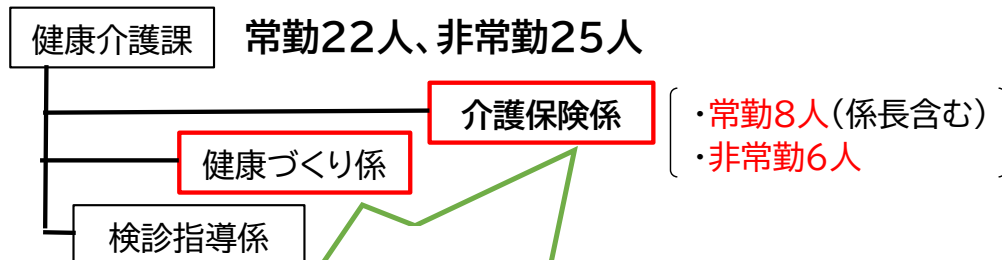 健康介護課
常勤22人、非常勤25人
介護保険係
・常勤8人(係長含む)
・非常勤6人
健康づくり係
検診指導係